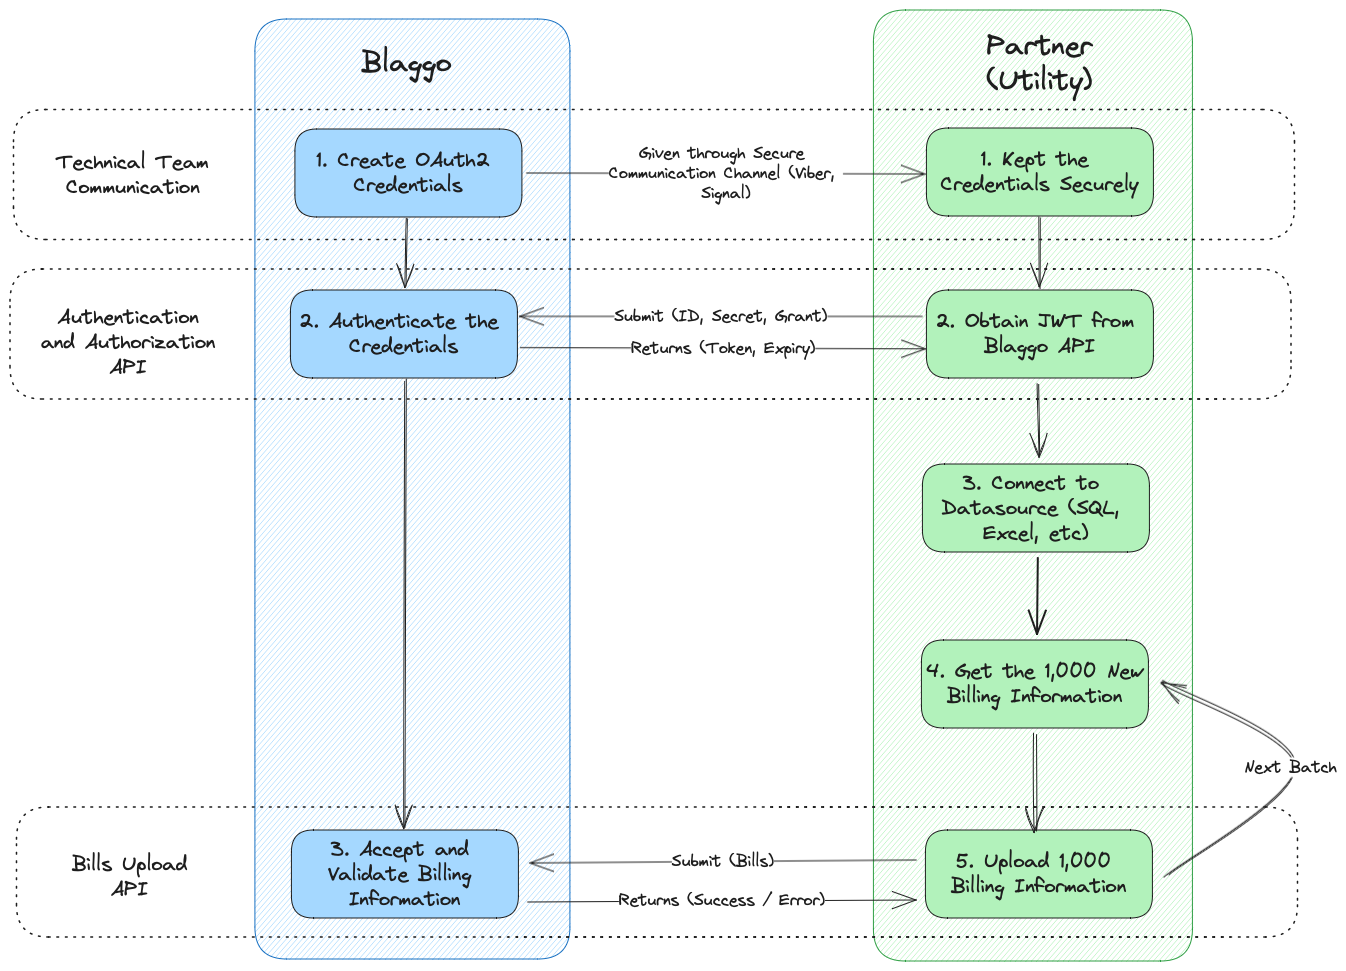 Blaggo
Partner
(Utility)
Technical Team
Communication
1. Create OAuth2
Credentials
Given through Secure
Communication Channel (Viber,
Signal)
1. Kept the
Credentials Securely
Authentication
and Authorization
API
2. Authenticate the
Credentials
Submit (ID, Secret, Grant)
Returns (Token, Expiry)
2. Obtain JWT from
Blaggo API
3. Connect to
Datasource (SQL,
Excel, etc)
4. Get the 1,000 New
Billing Information
Next Batch
Bills Upload
API
3. Accept and
Validate Billing
Information
Submit (Bills)
Returns (Success / Error)
5. Upload 1,000
Billing Information